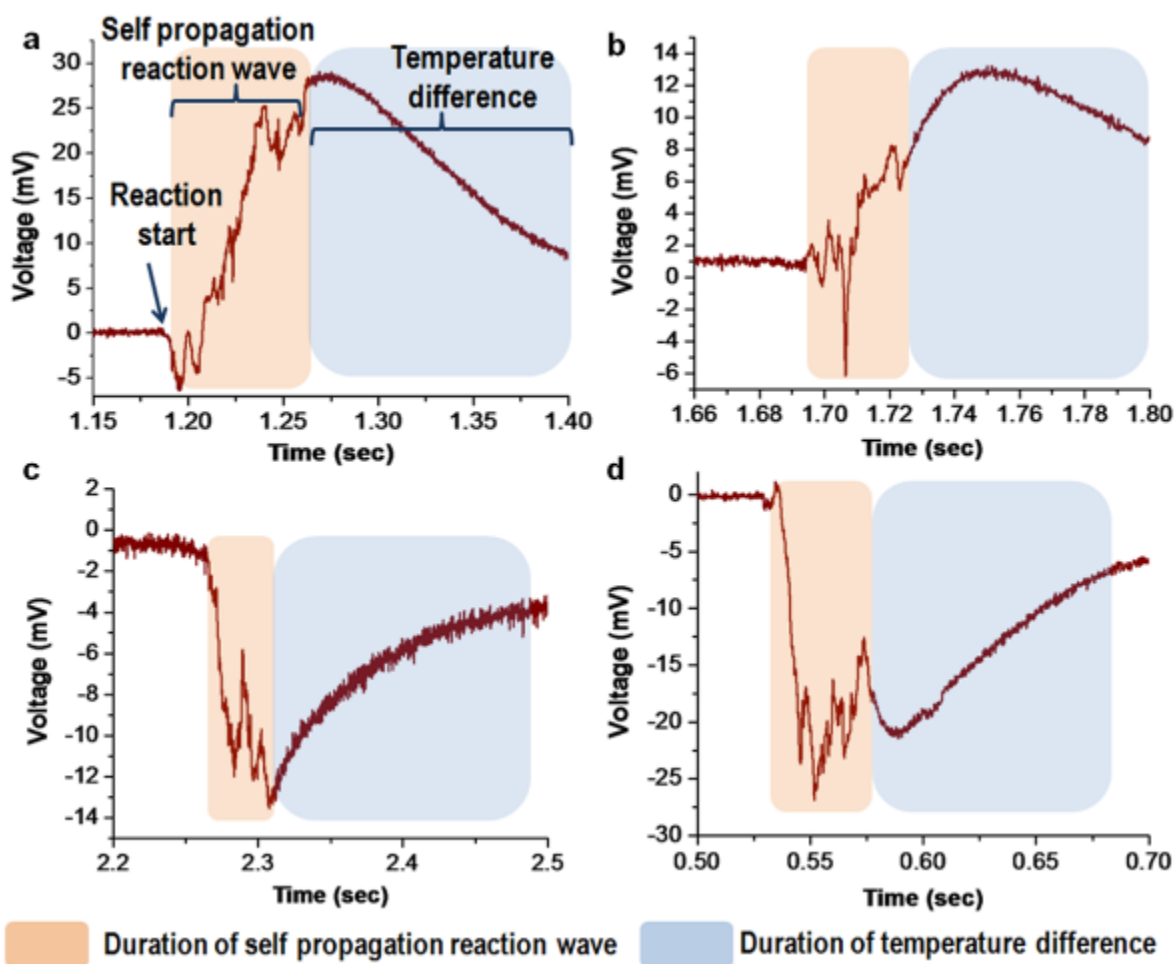 a
Self propagation
reaction wave
Temperature
difference
Reaction
start
Voltage (mV)
30
25
20
15
10
5
0
-5
1.15 1.20 1.25 1.30 1.35 1.40
Time (sec)
b
Voltage (mV)
14
12
10
8
6
4
2
0
-2
-4
-6
1.66 1.68 1.70 1.72 1.74 1.76 1.78 1.80
Time (sec)
c
Voltage (mV)
2
0
-2
-4
-6
-8
-10
-12
-14
2.2 2.3 2.4 2.5
Time (sec)
d
Voltage (mV)
0
-5
-10
-15
-20
-25
-30
0.50 0.55 0.60 0.65 0.70
Time (sec)
Duration of self propagation reaction wave
Duration of temperature difference